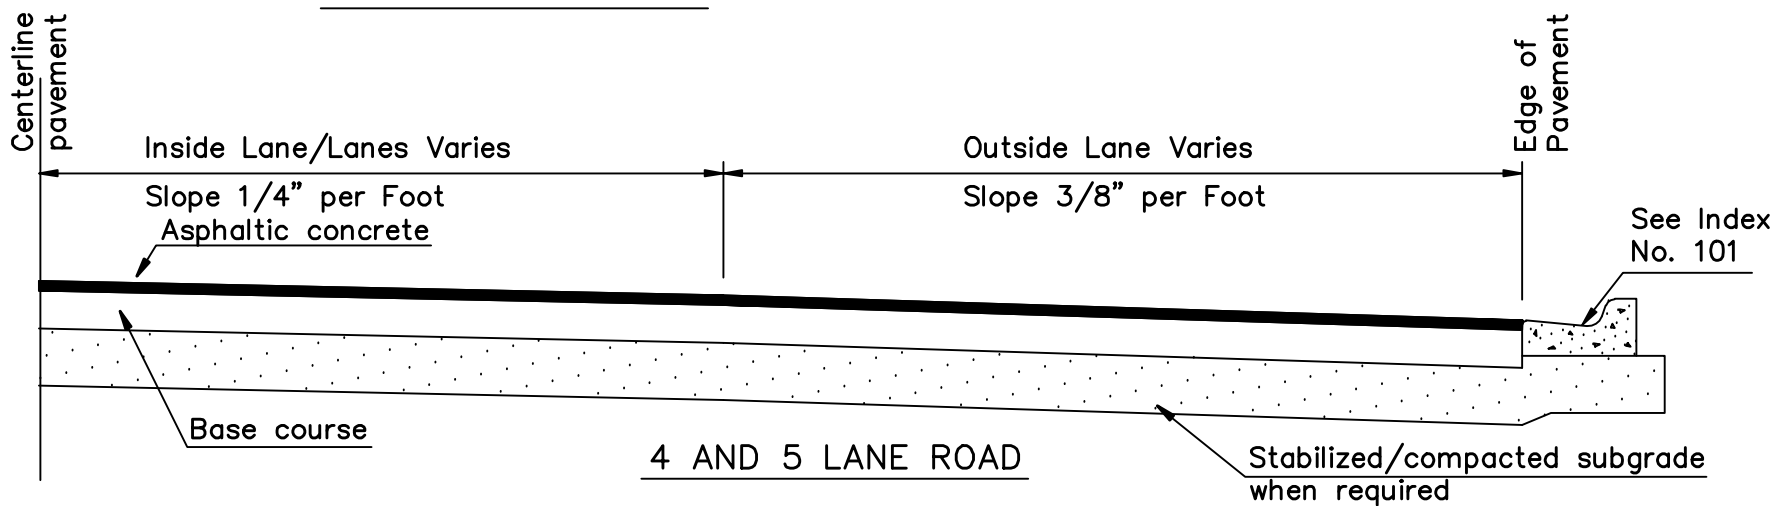 Centerline
pavement
Edge of
Pavement
Inside Lane/Lanes Varies
Slope 1/4” per Foot
Outside Lane Varies
Slope 3/8” per Foot
Asphaltic concrete
See Index
No. 101
Base course
4 AND 5 LANE ROAD
Stabilized/compacted subgrade
when required